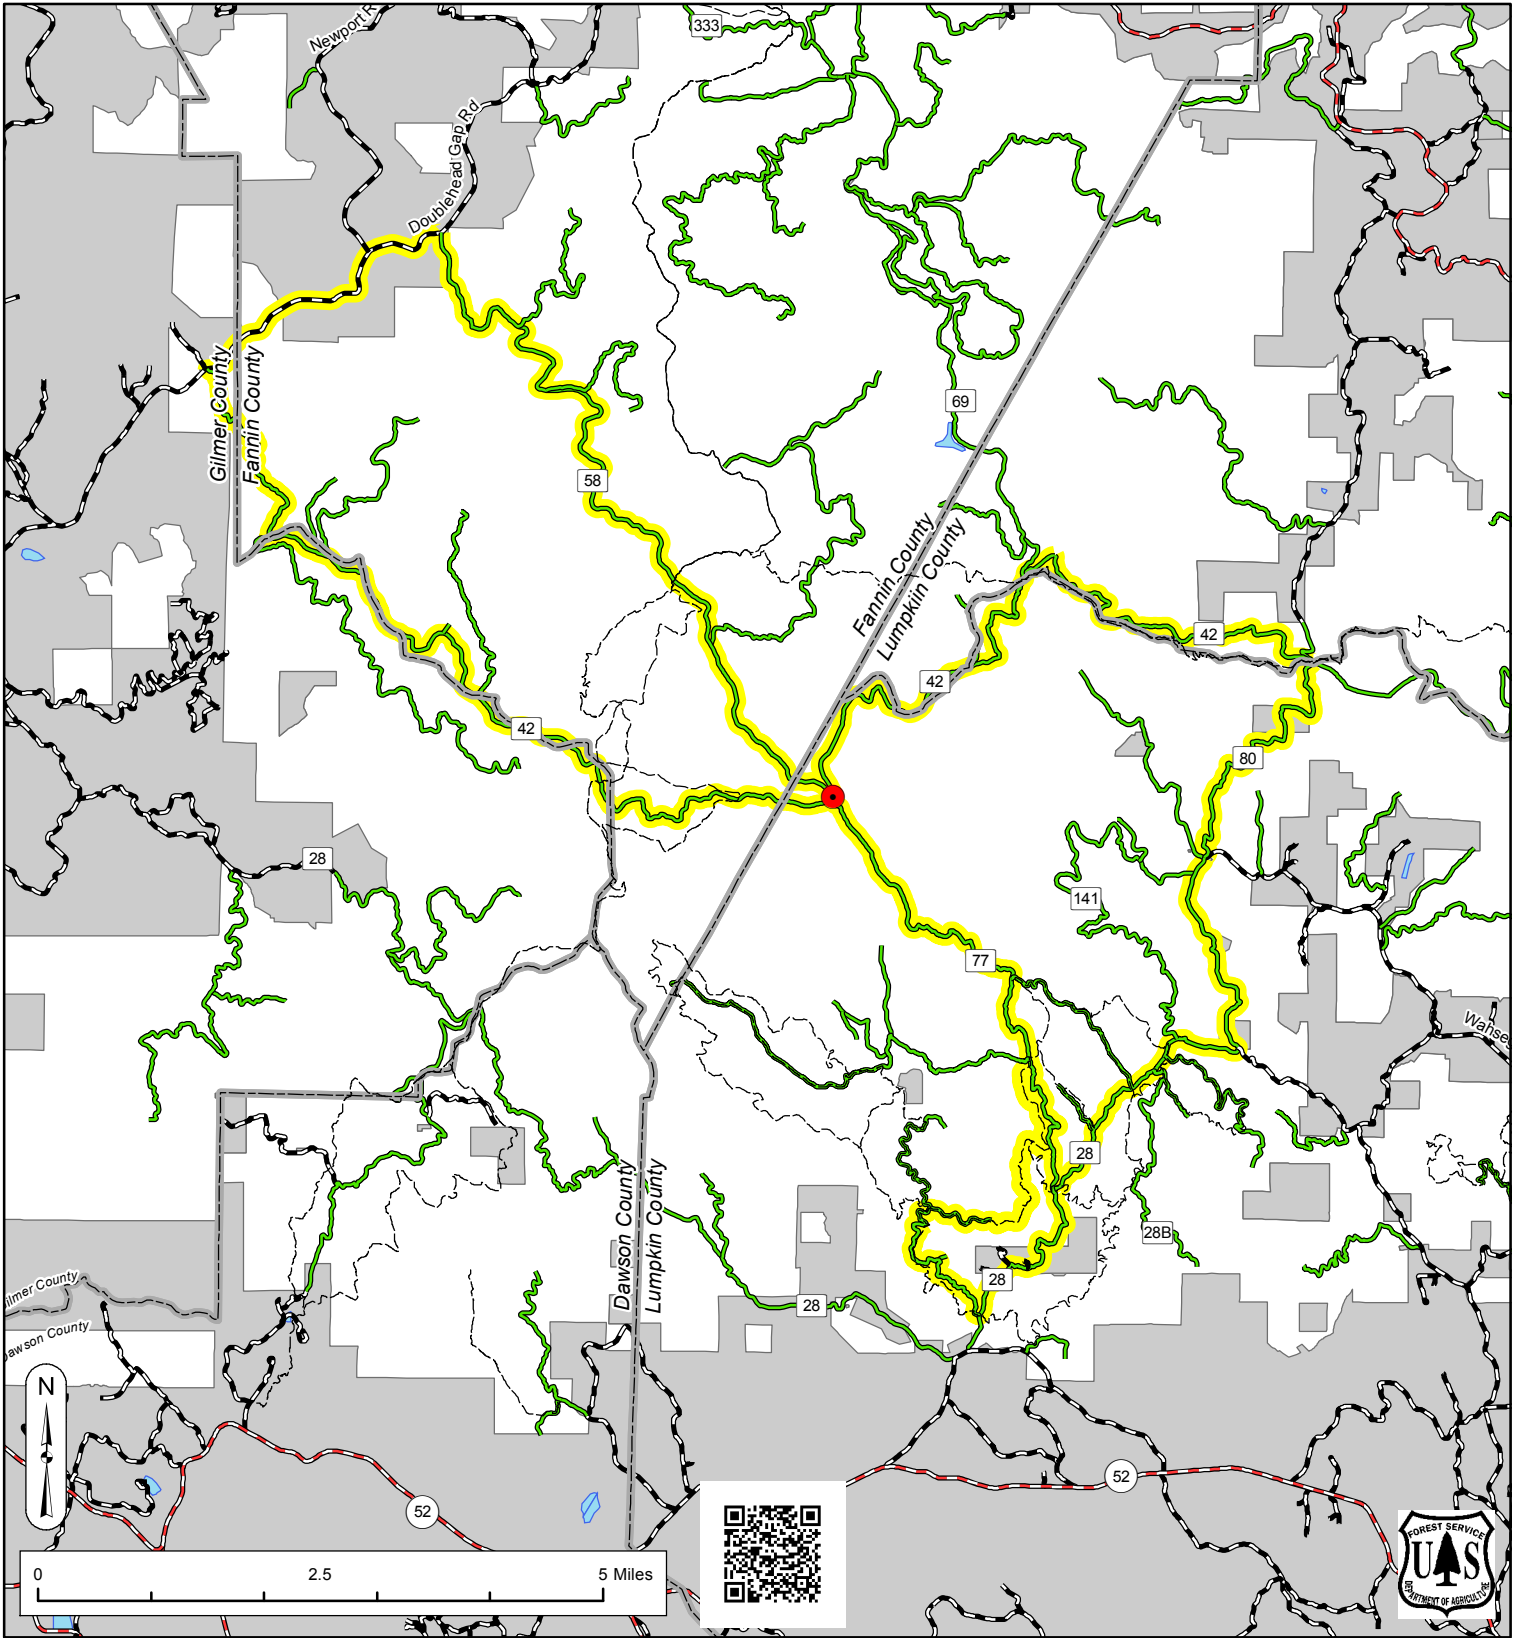 333
Newport R
Doublehead Gap Rd
Gilmer County
Fannin County
69
58
Fannin County
Lumpkin County
42
42
42
80
28
141
77
Wahse
28
28B
28
28
Dawson County
Lumpkin County
ilmer County
awson County
N
52
52
0
2.5
5 Miles
FOREST SERVICE
U S
DEPARTMENT OF AGRICULTURE